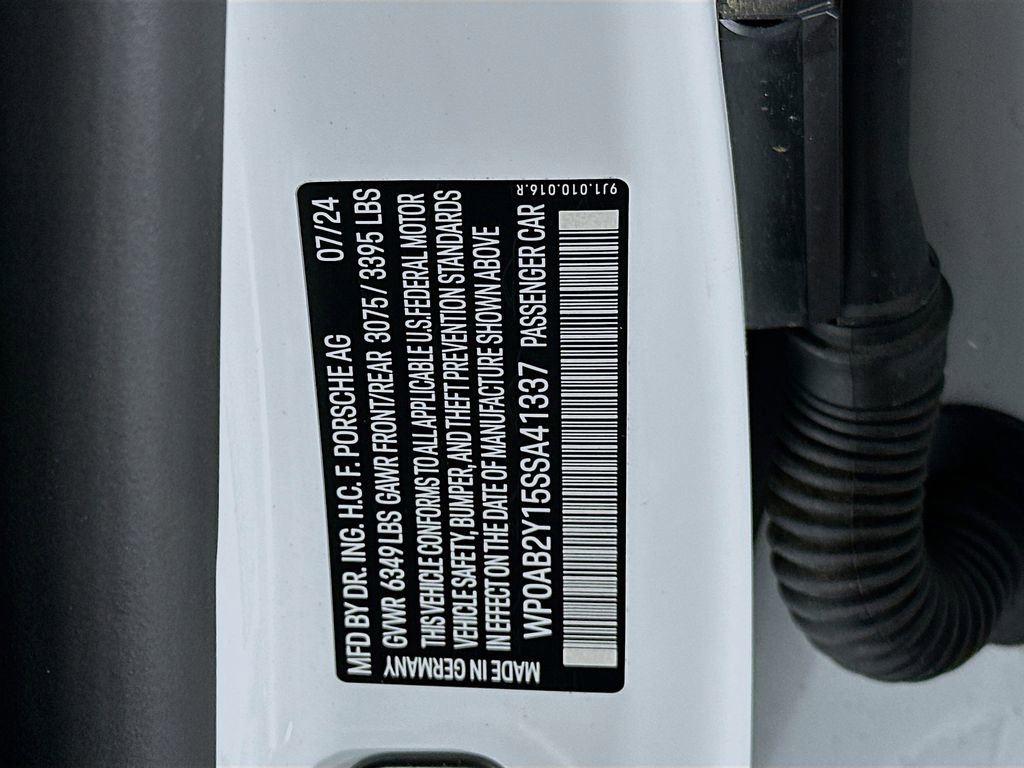 MFD BY DR. ING. H.C. F. PORSCHE AG 07/24
GVWR 6349 LBS GAWR FRONT/REAR 3075 / 3395 LBS
THIS VEHICLE CONFORMS TO ALL APPLICABLE U.S. FEDERAL MOTOR
VEHICLE SAFETY, BUMPER, AND THEFT PREVENTION STANDARDS
IN EFFECT ON THE DATE OF MANUFACTURE SHOWN ABOVE
WP0AB2Y15SSA41337 PASSENGER CAR
MADE IN GERMANY
9J1.010.016.R